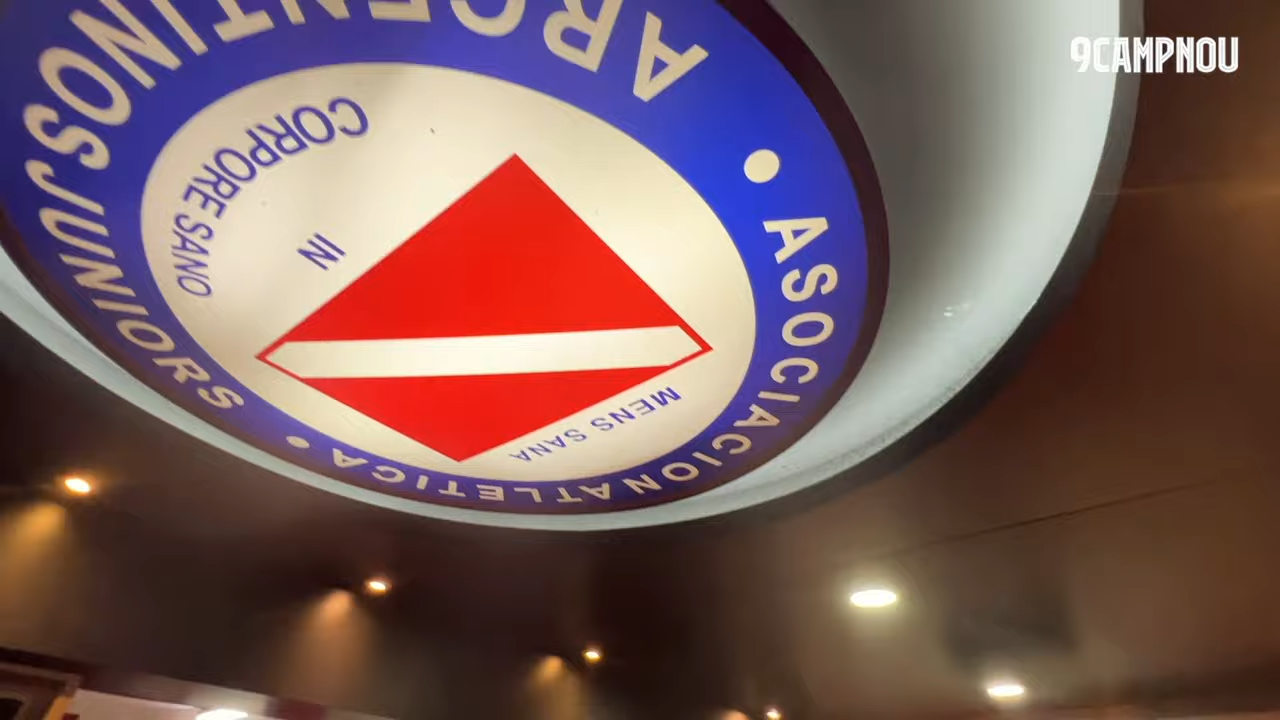 9CAMPNOU
ASOCIACION ATLETICA
ARGENTINOS JUNIORS
MENS SANA
IN
CORPORE SANO